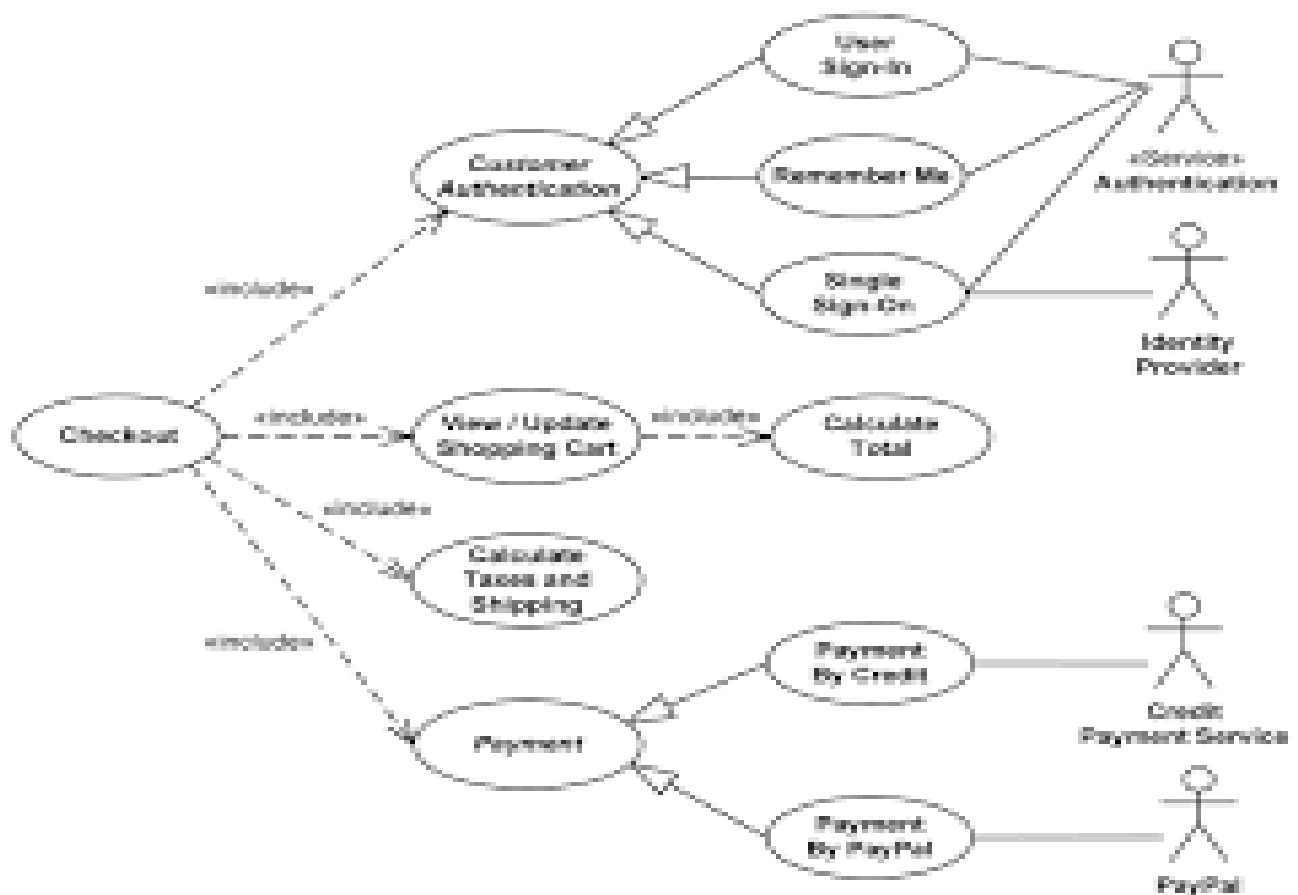 User
Sign-In
Customer
Authentication
Remember Me
«Service»
Authentication
«include»
Single
Sign-On
Identity
Provider
Checkout
«include»
View / Update
Shopping Cart
«include»
Calculate
Total
«include»
Calculate
Taxes and
Shipping
«include»
Payment
By Credit
Credit
Payment Service
Payment
Payment
By PayPal
PayPal